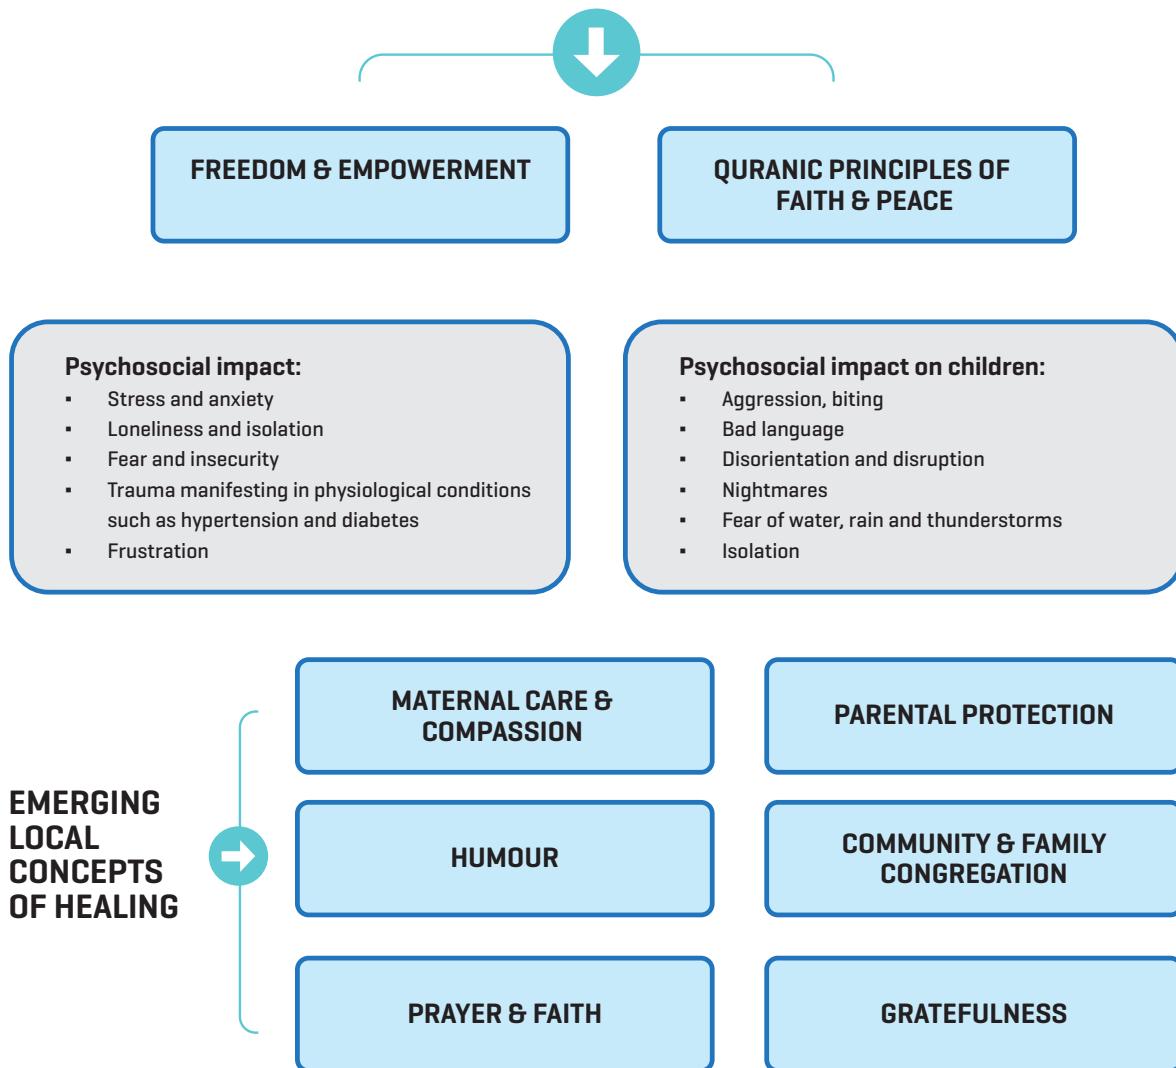 FREEDOM & EMPOWERMENT
QURANIC PRINCIPLES OF
FAITH & PEACE
Psychosocial impact:
▪ Stress and anxiety
▪ Loneliness and isolation
▪ Fear and insecurity
▪ Trauma manifesting in physiological conditions
such as hypertension and diabetes
▪ Frustration
Psychosocial impact on children:
▪ Aggression, biting
▪ Bad language
▪ Disorientation and disruption
▪ Nightmares
▪ Fear of water, rain and thunderstorms
▪ Isolation
EMERGING
LOCAL
CONCEPTS
OF HEALING
MATERNAL CARE &
COMPASSION
PARENTAL PROTECTION
HUMOUR
COMMUNITY & FAMILY
CONGREGATION
PRAYER & FAITH
GRATEFULNESS